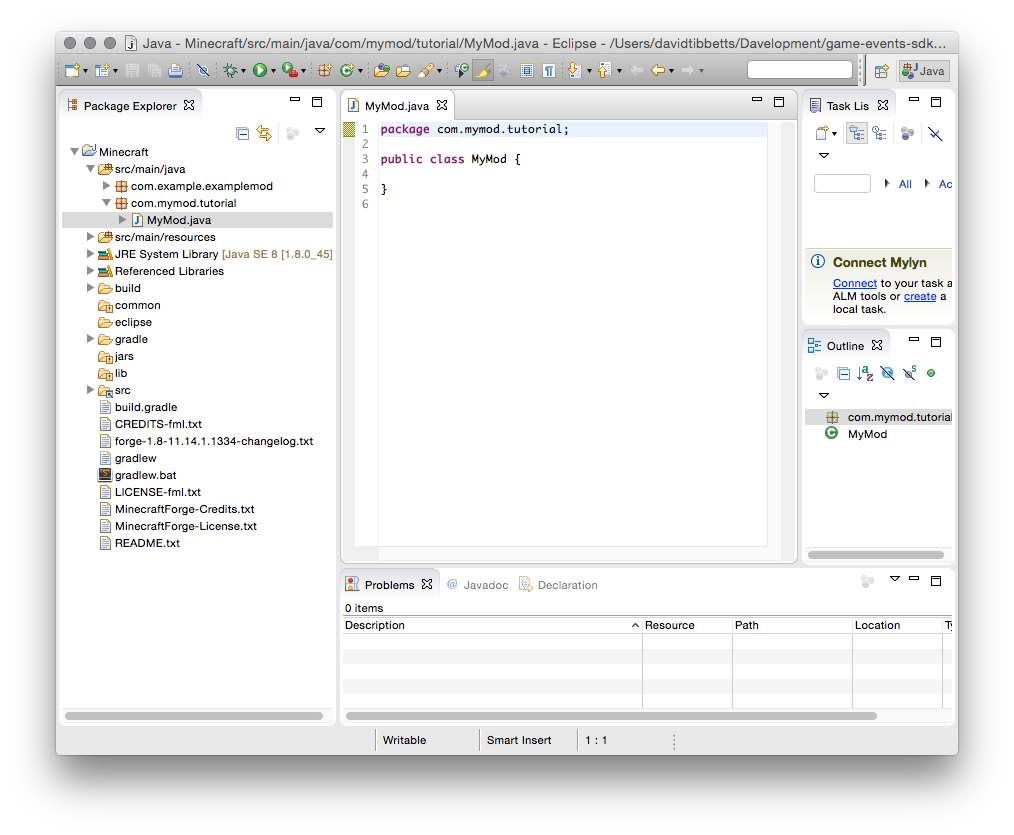 Java - Minecraft/src/main/java/com/mymod/tutorial/MyMod.java - Eclipse - /Users/davidtibbetts/Davelopment/game-events-sdk...
Java
Package Explorer
Minecraft
src/main/java
com.example.examplemod
com.mymod.tutorial
MyMod.java
src/main/resources
JRE System Library [Java SE 8 [1.8.0_45]
Referenced Libraries
build
common
eclipse
gradle
jars
lib
src
build.gradle
CREDITS-fml.txt
forge-1.8-11.14.1.1334-changelog.txt
gradlew
gradlew.bat
LICENSE-fml.txt
MinecraftForge-Credits.txt
MinecraftForge-License.txt
README.txt
MyMod.java
1 package com.mymod.tutorial;
2
3 public class MyMod {
4
5 }
6
Task Lis
All Ac
Connect Mylyn
Connect to your task a
ALM tools or create a
local task.
Outline
com.mymod.tutorial
MyMod
Problems @ Javadoc Declaration
0 items
Description Resource Path Location Ty
Writable Smart Insert 1 : 1